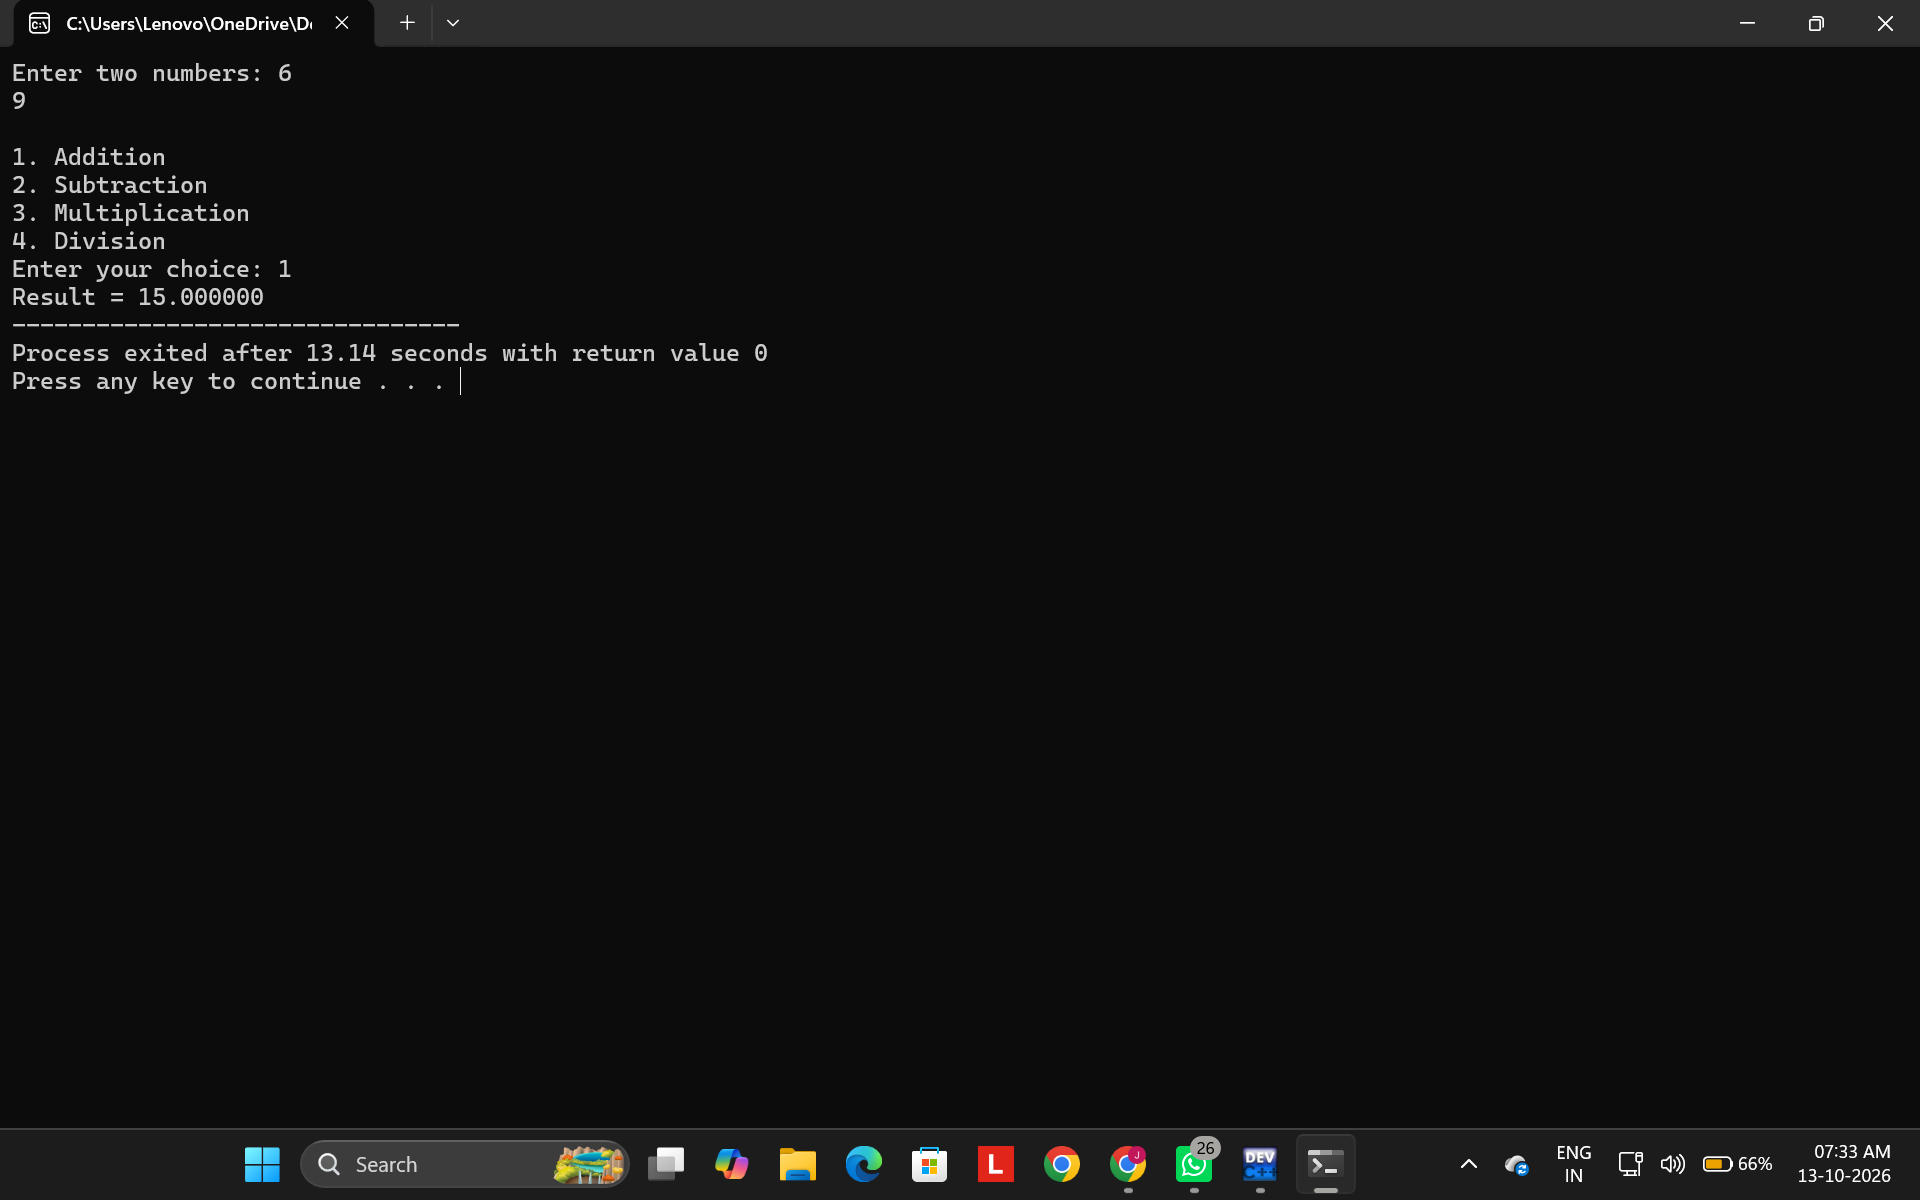 C:\Users\Lenovo\OneDrive\De
Enter two numbers: 6
9
1. Addition
2. Subtraction
3. Multiplication
4. Division
Enter your choice: 1
Result = 15.000000
--------------------------------
Process exited after 13.14 seconds with return value 0
Press any key to continue . . .
Search
L
J
26
DEV
C++
ENG
IN
66%
07:33 AM
13-10-2026